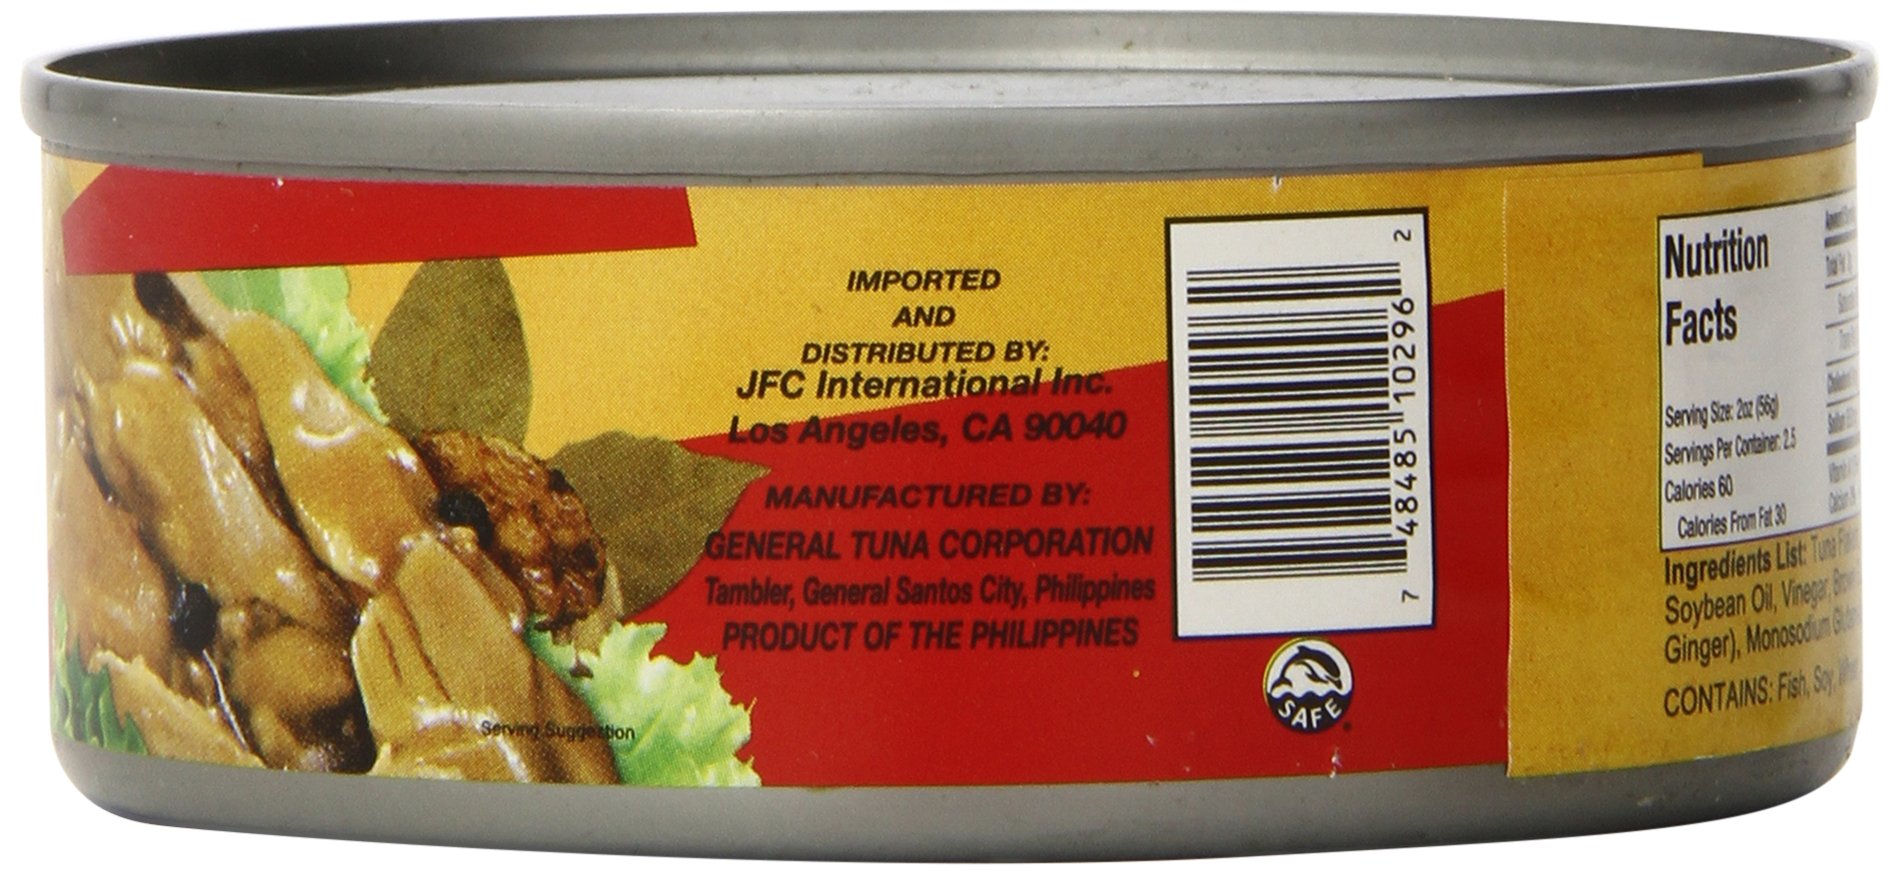 IMPORTED
AND
DISTRIBUTED BY:
JFC International Inc.
Los Angeles, CA 90040
MANUFACTURED BY:
GENERAL TUNA CORPORATION
Tambler, General Santos City, Philippines
PRODUCT OF THE PHILIPPINES
Serving Suggestion
7 48485 10296 2
SAFE
Nutrition
Facts
Serving Size: 2oz (56g)
Servings Per Container: 2.5
Calories 60
Calories From Fat 30
Ingredients List: Tuna
Soybean Oil, Vinegar,
Ginger), Monosodium
CONTAINS: Fish, Soy,